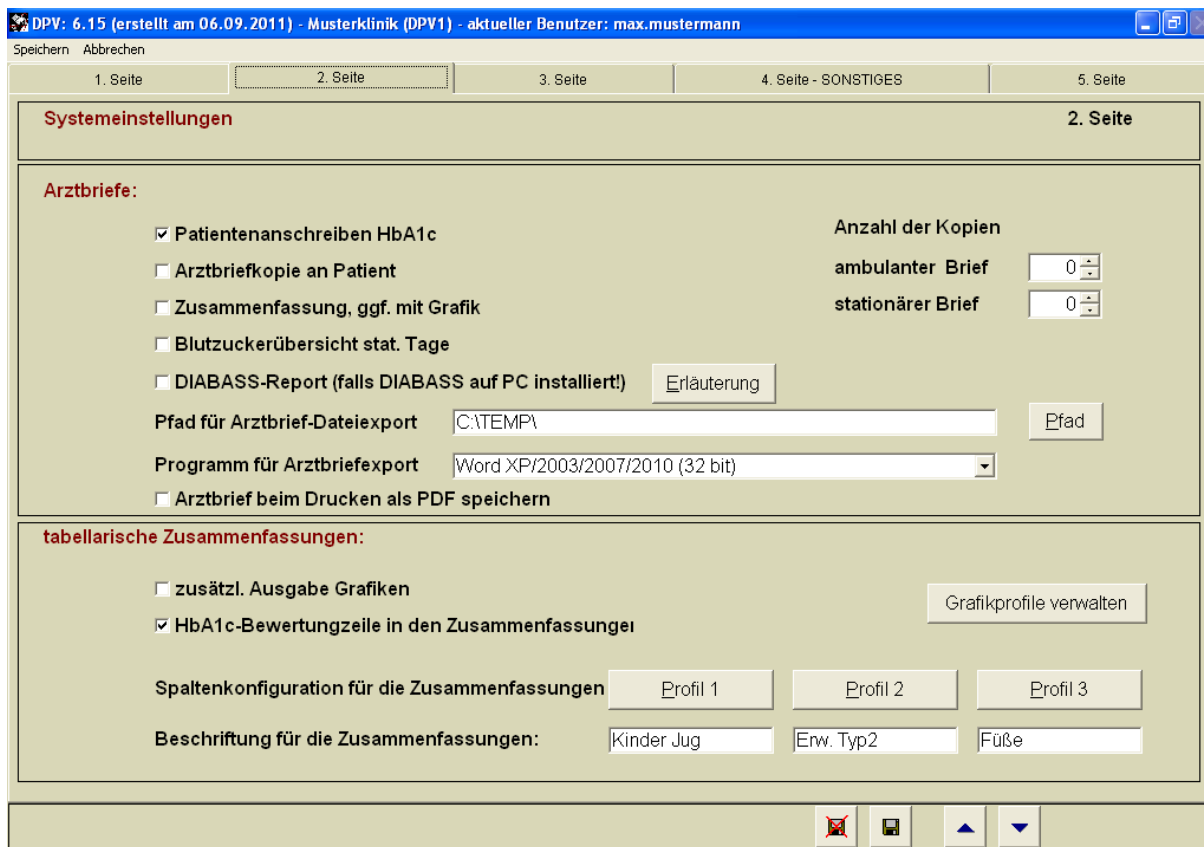 DPV: 6.15 (erstellt am 06.09.2011) - Musterklinik (DPV1) - aktueller Benutzer: max.mustermann
Speichern Abbrechen
1. Seite 2. Seite 3. Seite 4. Seite - SONSTIGES 5. Seite
Systemeinstellungen 2. Seite
Arztbriefe:
Patientenanschreiben HbA1c Anzahl der Kopien
Arztbriefkopie an Patient ambulanter Brief 0
Zusammenfassung, ggf. mit Grafik stationärer Brief 0
Blutzuckerübersicht stat. Tage
DIABASS-Report (falls DIABASS auf PC installiert!) Erläuterung
Pfad für Arztbrief-Dateiexport C:\TEMP\ Pfad
Programm für Arztbriefexport Word XP/2003/2007/2010 (32 bit)
Arztbrief beim Drucken als PDF speichern
tabellarische Zusammenfassungen:
zusätzl. Ausgabe Grafiken Grafikprofile verwalten
HbA1c-Bewertungzeile in den Zusammenfassunger
Spaltenkonfiguration für die Zusammenfassungen Profil 1 Profil 2 Profil 3
Beschriftung für die Zusammenfassungen: Kinder Jug Erw. Typ2 Füße